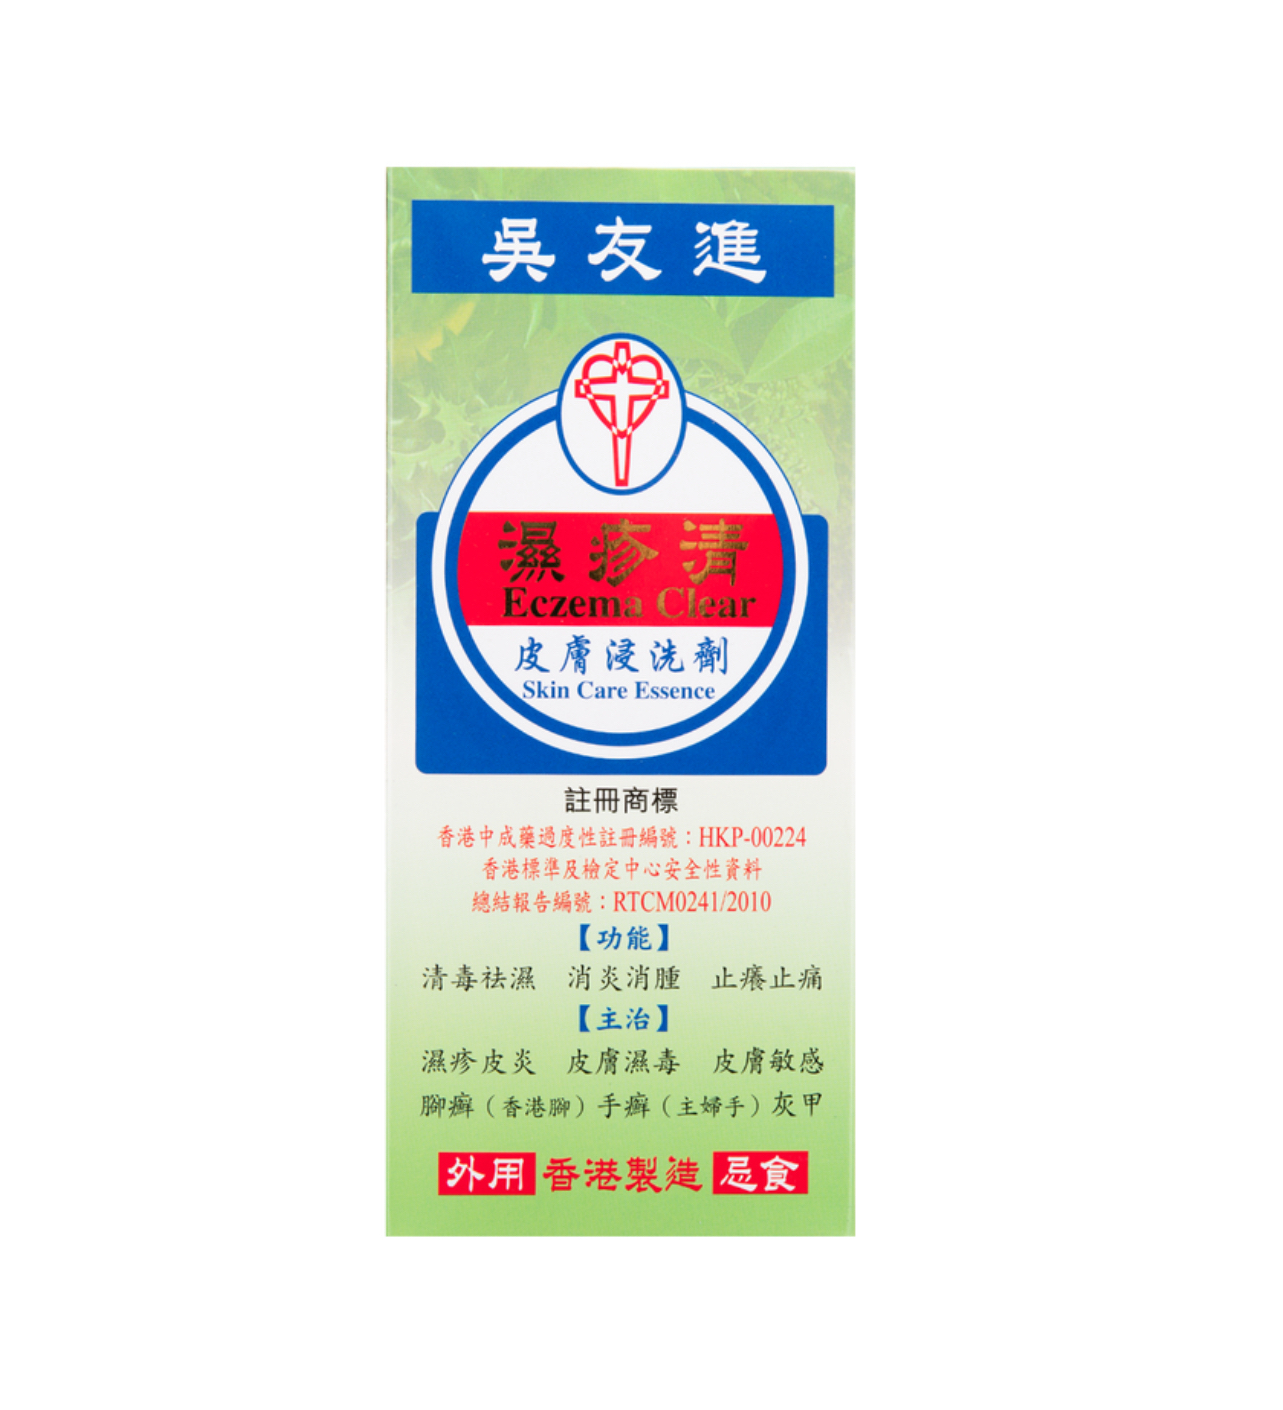 吳友進
濕疹清
Eczema Clear
皮膚浸洗劑
Skin Care Essence
註冊商標
香港中成藥過度性註冊編號：HKP-00224
香港標準及檢定中心安全性資料
總結報告編號：RTCM0241/2010
【功能】
清毒祛濕 消炎消腫 止癢止痛
【主治】
濕疹皮炎 皮膚濕毒 皮膚敏感
腳癬（香港腳）手癬（主婦手）灰甲
外用 香港製造 忌食